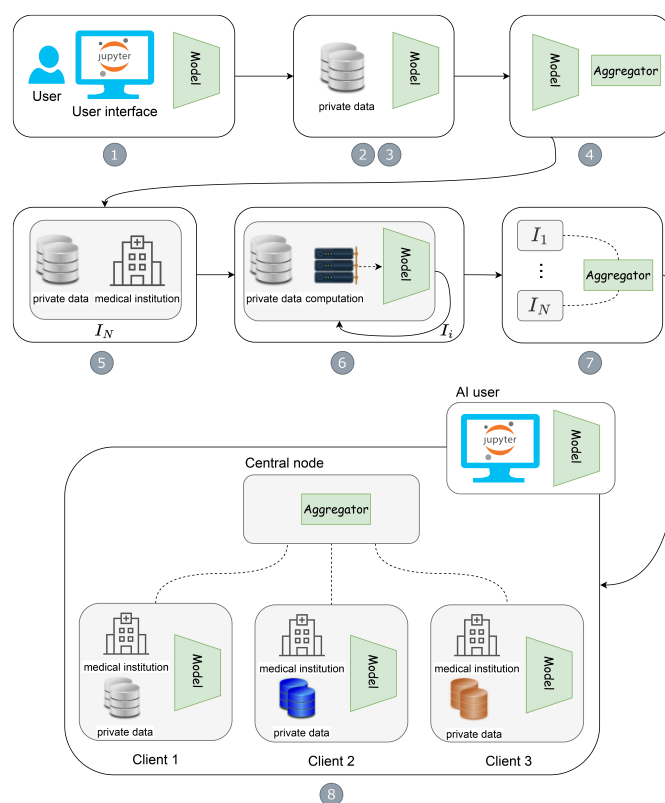 jupyter
Model
User
User interface
1
private data
Model
2 3
Model
Aggregator
4
private data
medical institution
I_N
5
private data
computation
Model
I_i
6
I_1
⋮
I_N
Aggregator
7
AI user
jupyter
Model
Central node
Aggregator
medical institution
private data
Model
Client 1
medical institution
private data
Model
Client 2
medical institution
private data
Model
Client 3
8